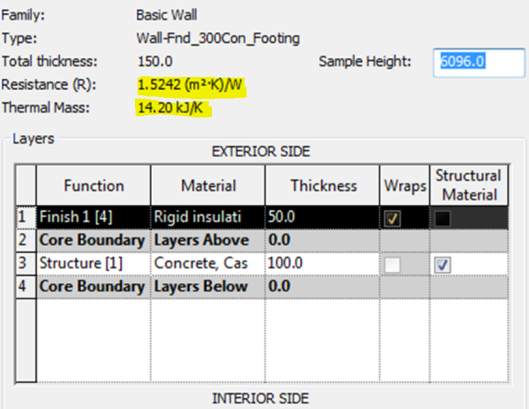 Family: Basic Wall
Type: Wall-Fnd_300Con_Footing
Total thickness: 150.0 Sample Height: 6096.0
Resistance (R): 1.5242 (m²·K)/W
Thermal Mass: 14.20 kJ/K
Layers
EXTERIOR SIDE
Function Material Thickness Wraps Structural Material
1 Finish 1 [4] Rigid insulati 50.0
2 Core Boundary Layers Above 0.0
3 Structure [1] Concrete, Cas 100.0
4 Core Boundary Layers Below 0.0
INTERIOR SIDE